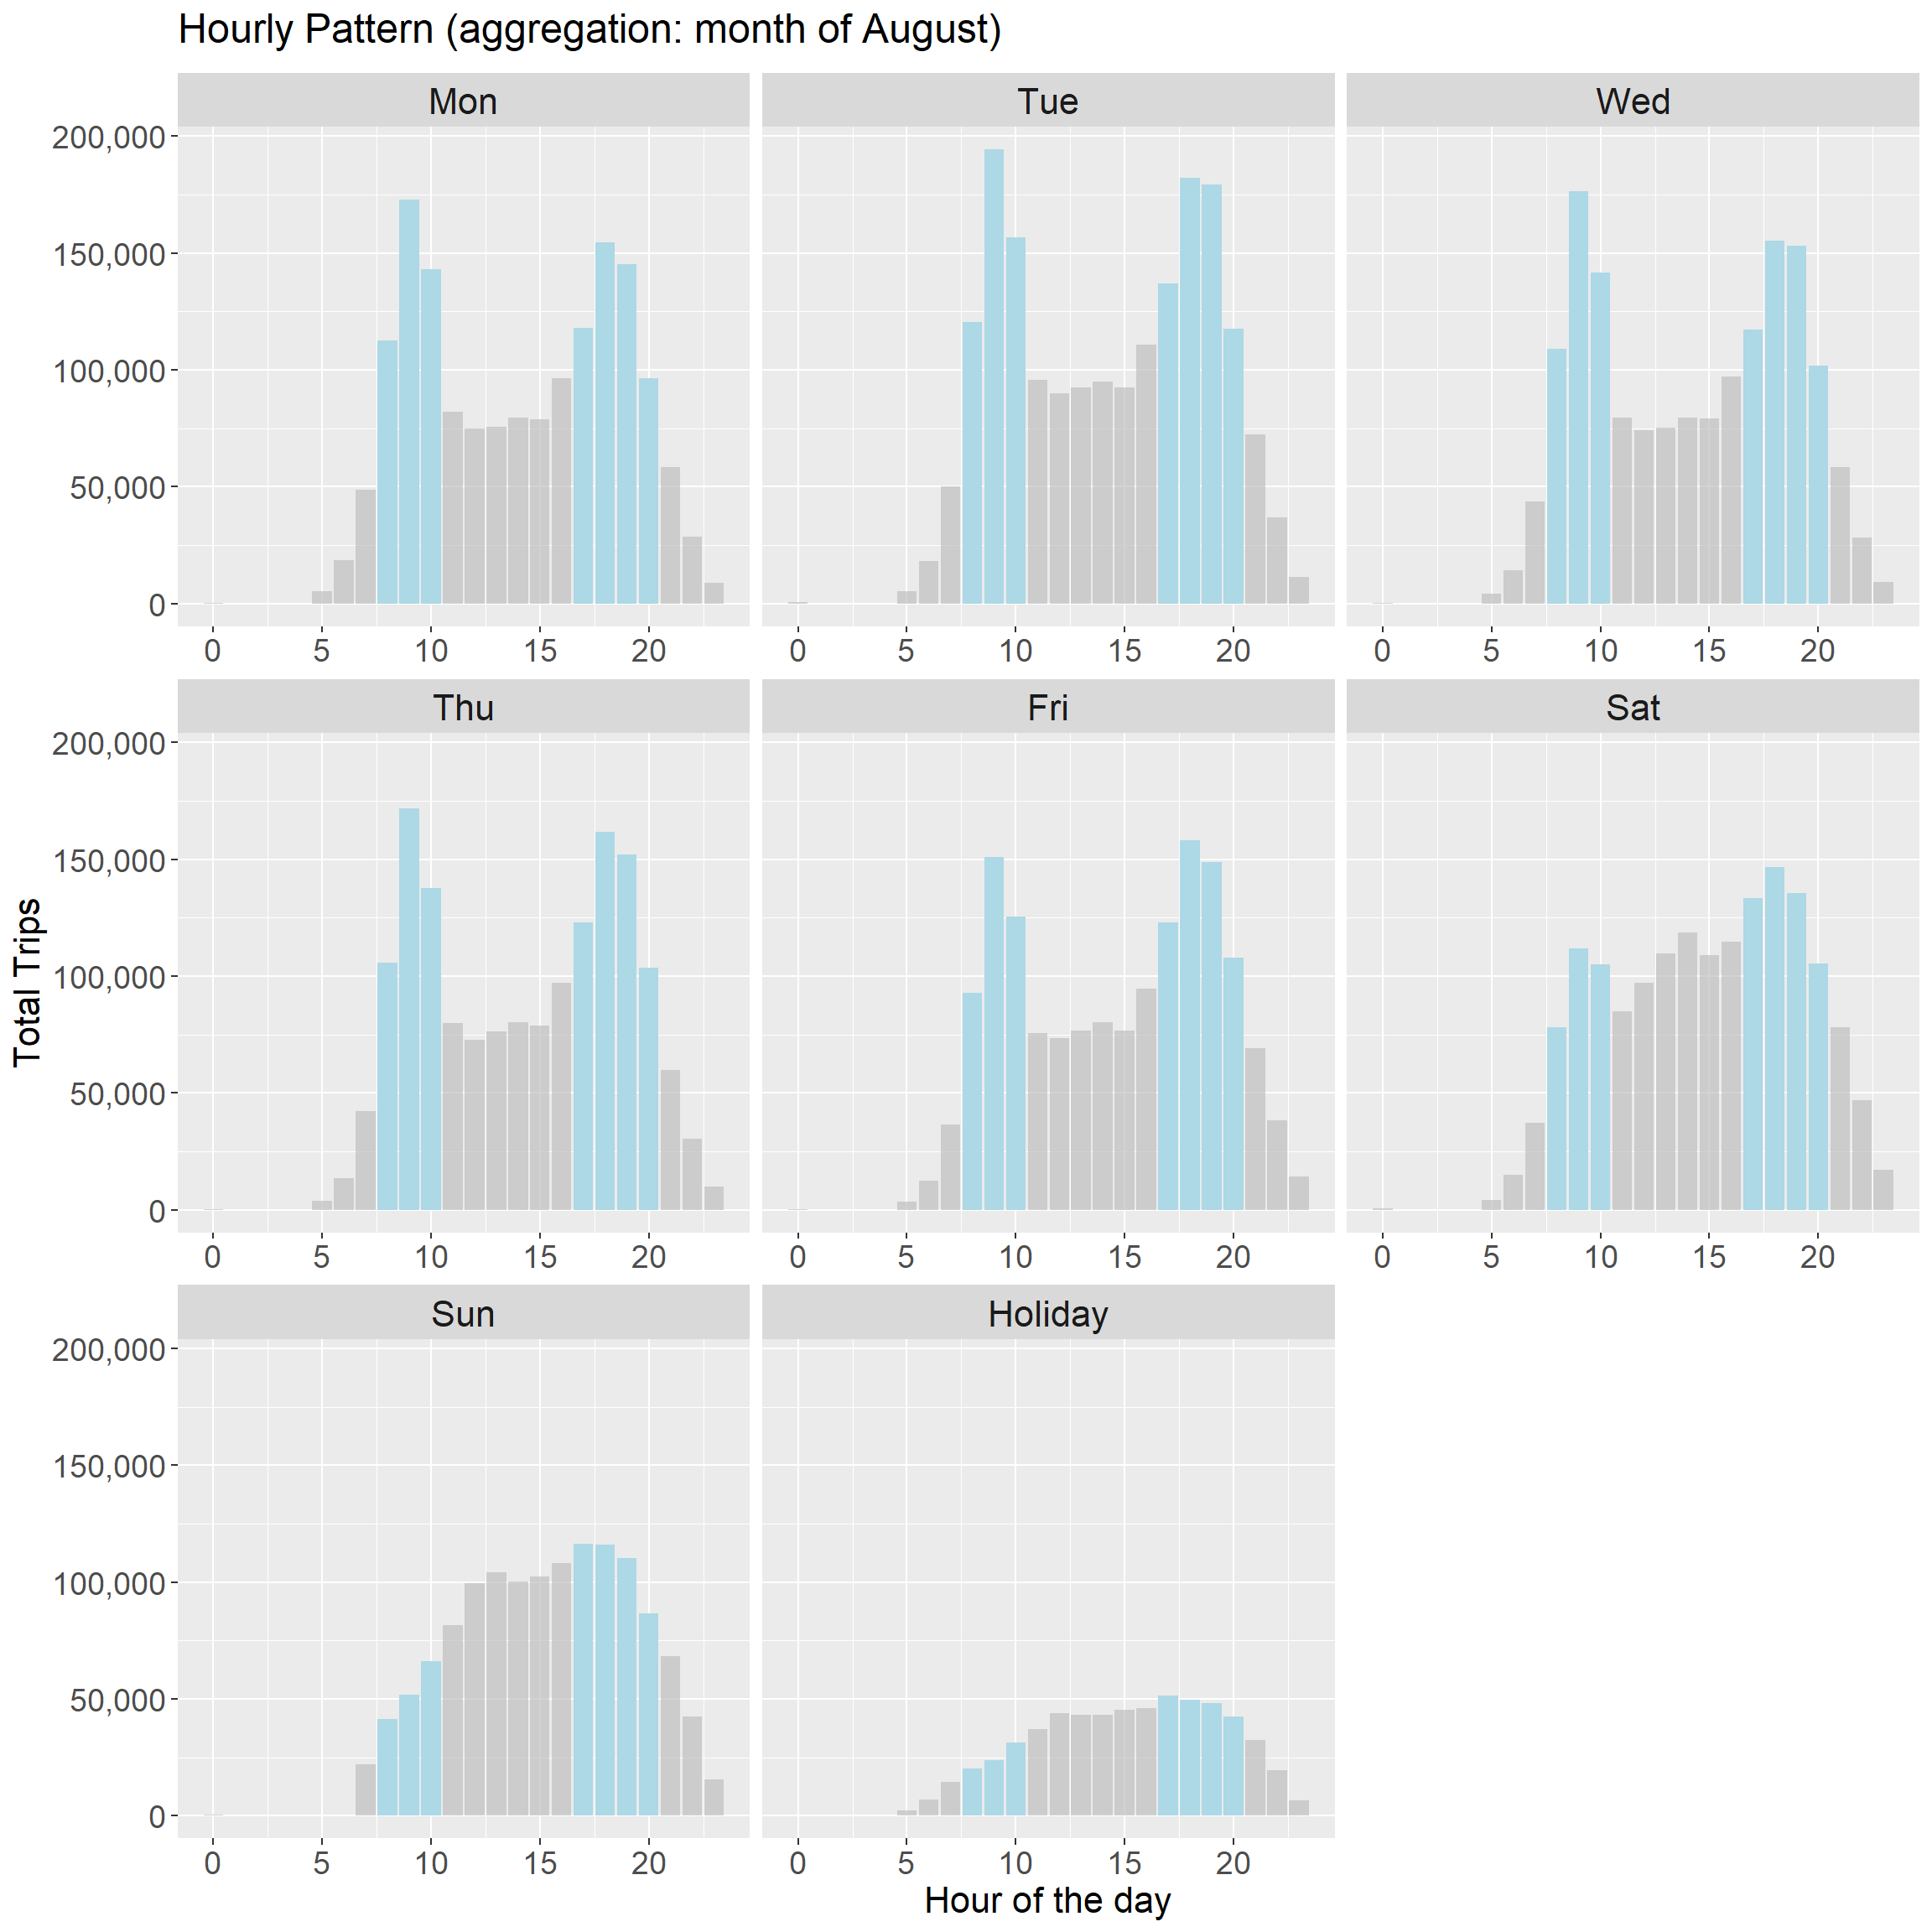 Hourly Pattern (aggregation: month of August)
Mon Tue Wed
200,000
150,000
100,000
50,000
0
0 5 10 15 20 0 5 10 15 20 0 5 10 15 20
Thu Fri Sat
200,000
150,000
100,000
50,000
0
0 5 10 15 20 0 5 10 15 20 0 5 10 15 20
Total Trips
Sun Holiday
200,000
150,000
100,000
50,000
0
0 5 10 15 20 0 5 10 15 20
Hour of the day